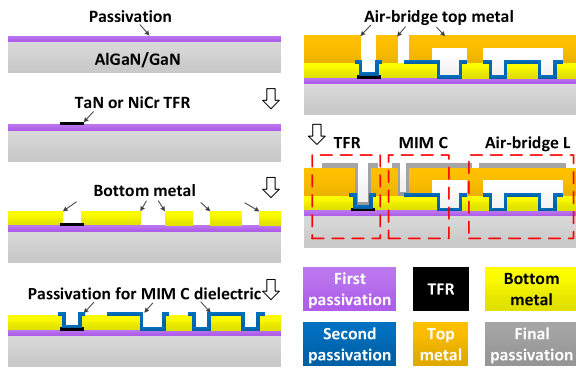 Passivation
AlGaN/GaN
TaN or NiCr TFR
Bottom metal
Passivation for MIM C dielectric
Air-bridge top metal
TFR
MIM C
Air-bridge L
First
passivation
TFR
Bottom
metal
Second
passivation
Top
metal
Final
passivation